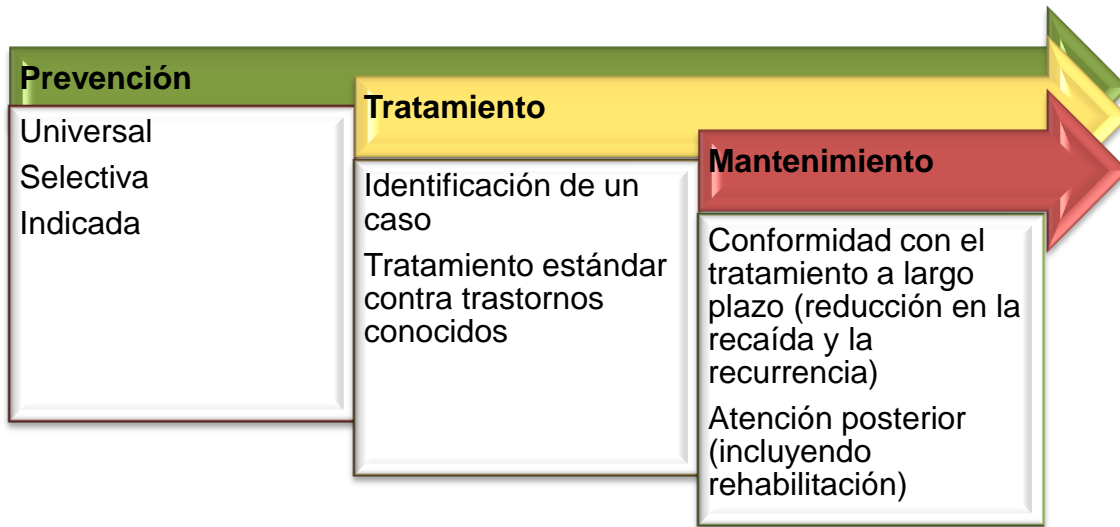 Prevención
Universal
Selectiva
Indicada
Tratamiento
Identificación de un
caso
Tratamiento estándar
contra trastornos
conocidos
Mantenimiento
Conformidad con el
tratamiento a largo
plazo (reducción en la
recaída y la
recurrencia)
Atención posterior
(incluyendo
rehabilitación)